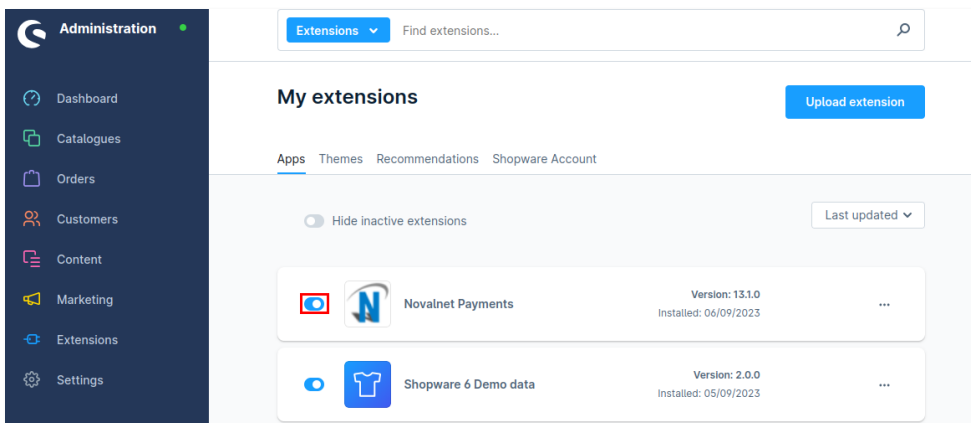 Administration
Dashboard
Catalogues
Orders
Customers
Content
Marketing
Extensions
Settings
Extensions
Find extensions...
My extensions
Upload extension
Apps Themes Recommendations Shopware Account
Hide inactive extensions
Last updated
N
Novalnet Payments
Version: 13.1.0
Installed: 06/09/2023
...
Shopware 6 Demo data
Version: 2.0.0
Installed: 05/09/2023
...